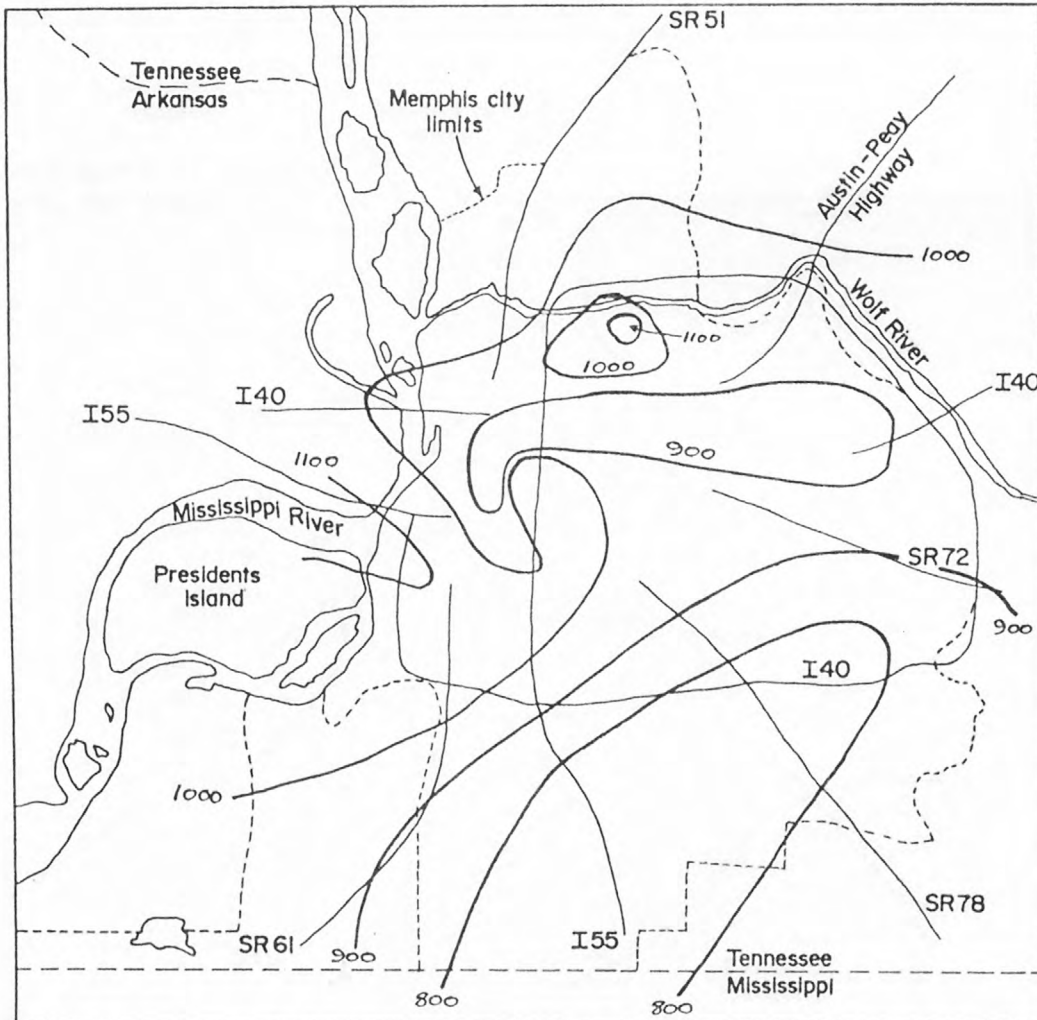 SR51
Tennessee
Arkansas
Memphis city
limits
Austin-Peay
Highway
1000
Wolf River
1100
1000
I40
I40
I55
1100
900
Mississippi River
SR72
Presidents
Island
900
I40
1000
SR78
SR61
I55
900
Tennessee
Mississippi
800
800